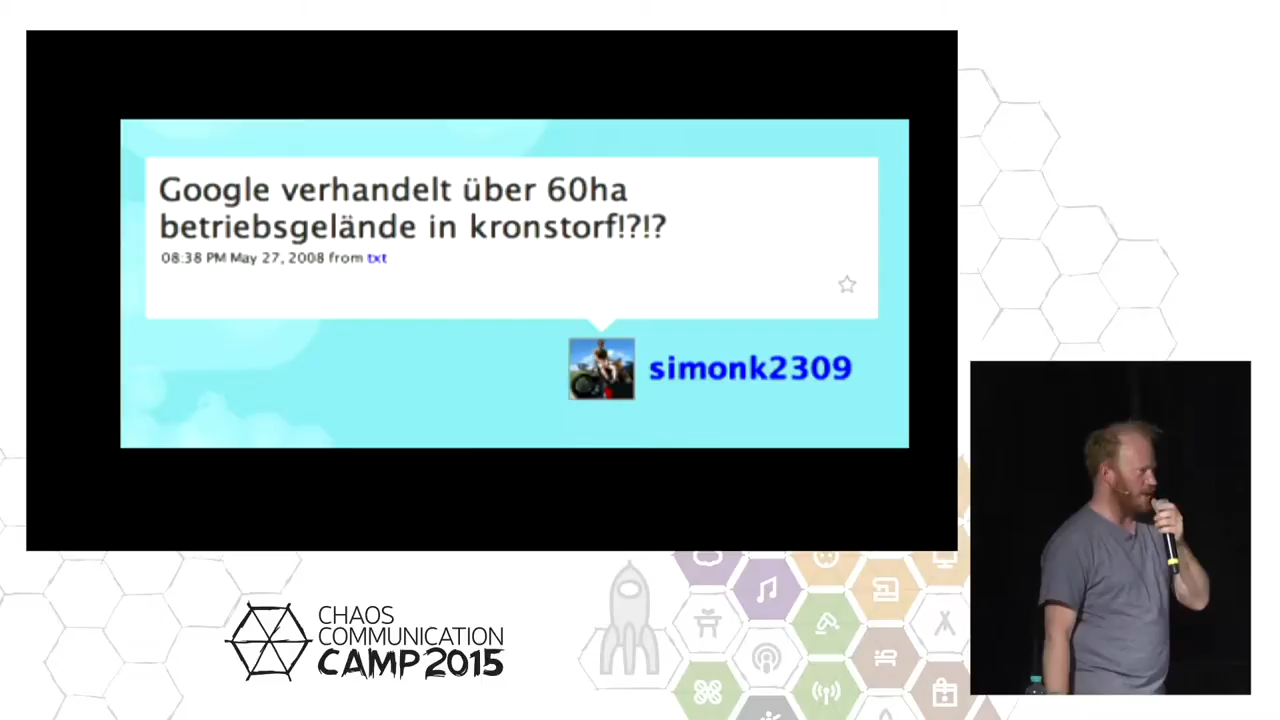 Google verhandelt über 60ha
betriebsgelände in kronstorf!?!?
08:38 PM May 27, 2008 from txt
simonk2309
CHAOS
COMMUNICATION
CAMP 2015